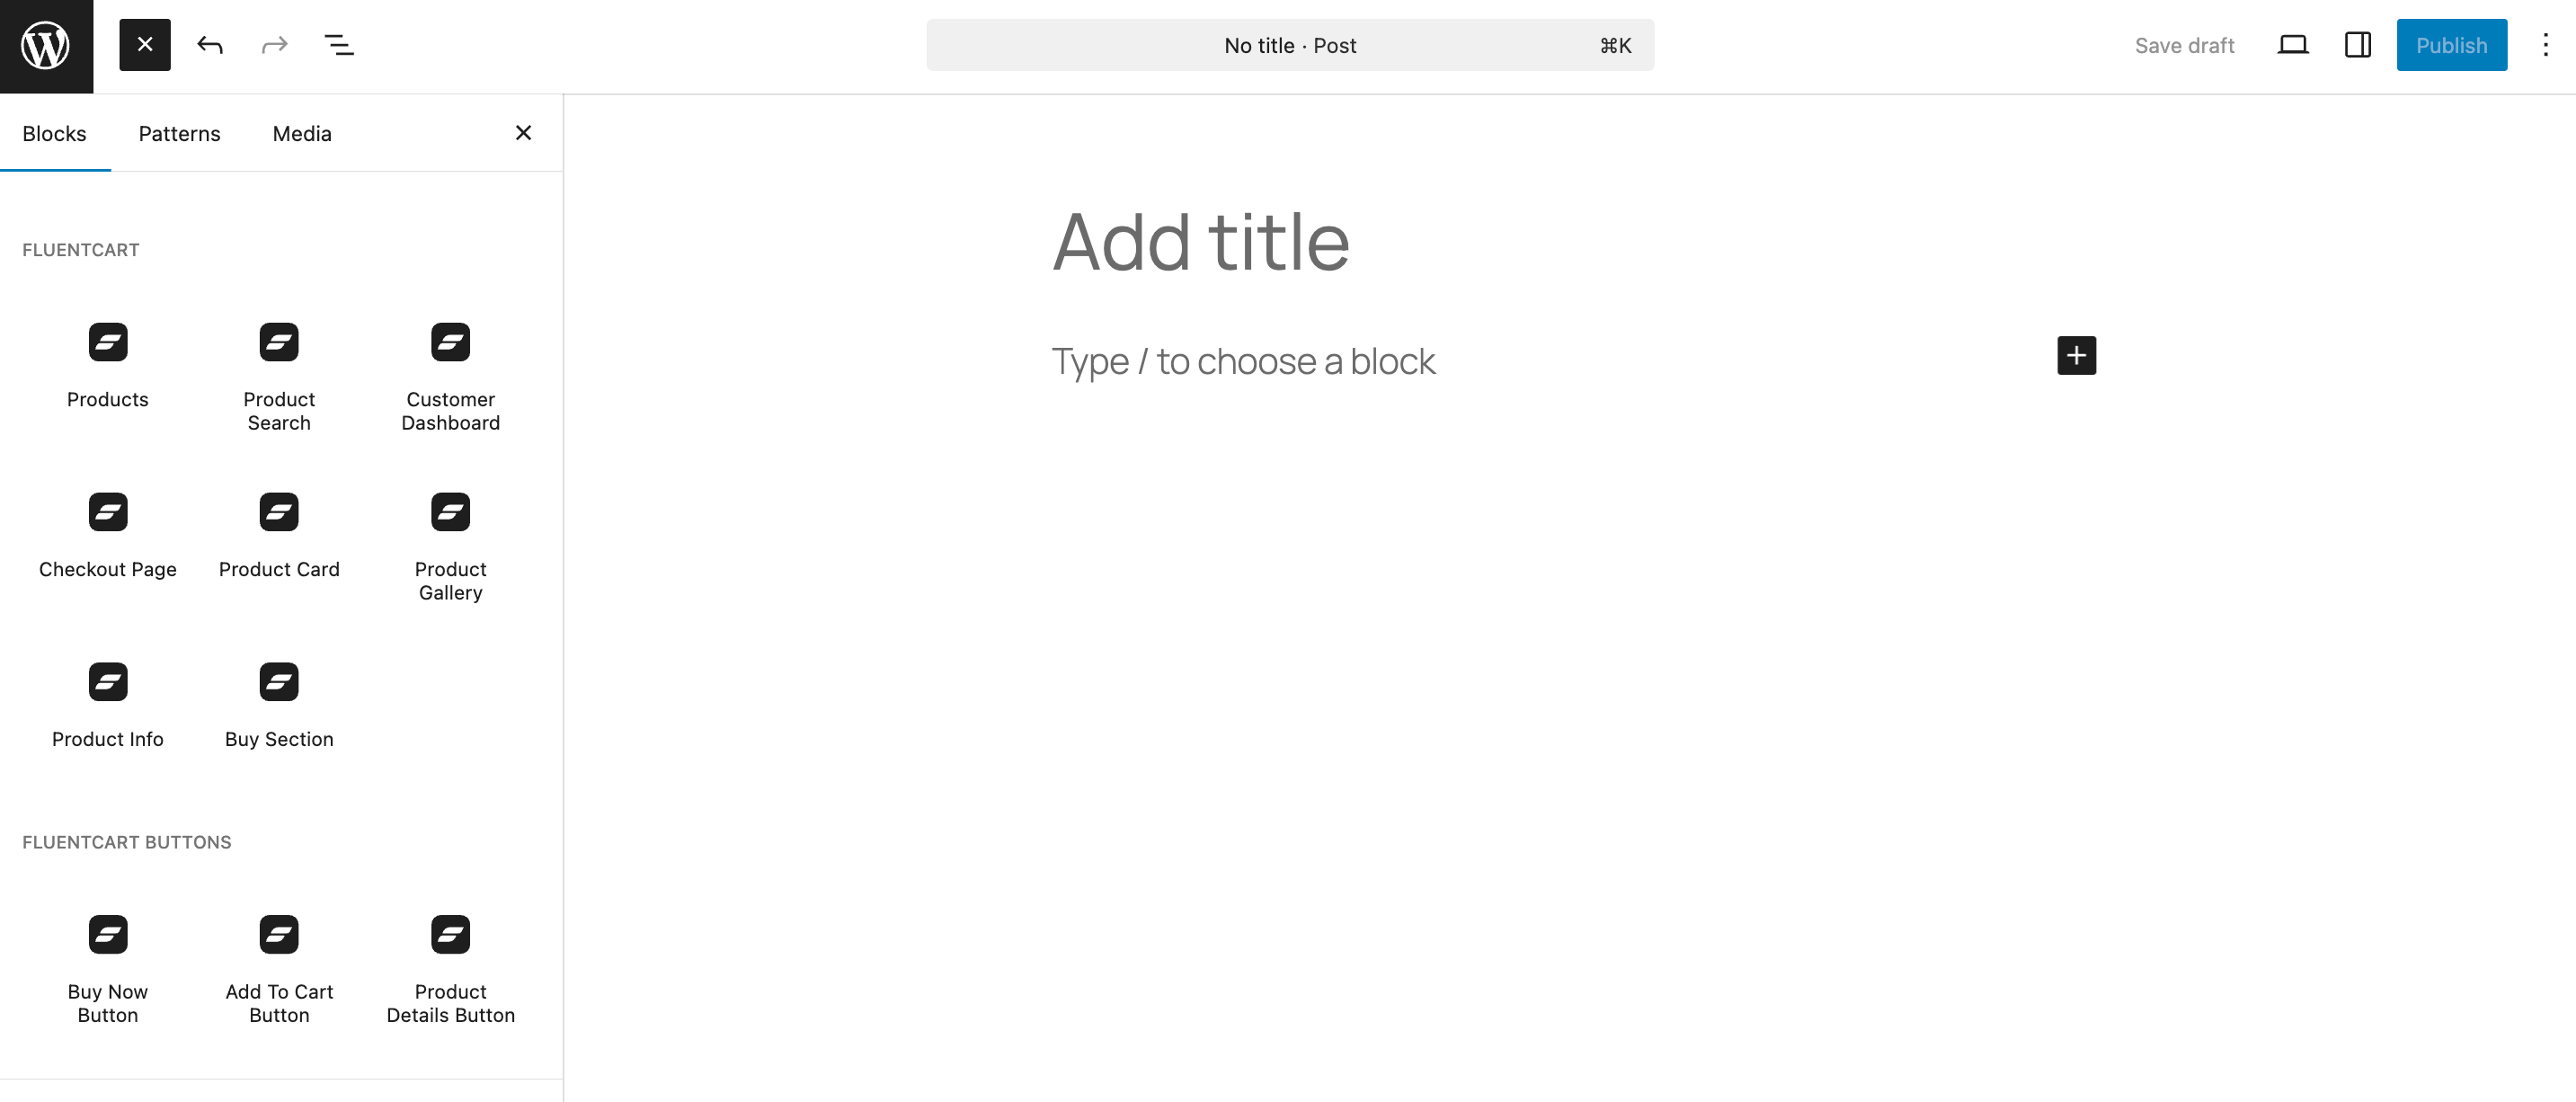 No title · Post ⌘K
Save draft
Publish
Blocks Patterns Media
FLUENTCART
Products
Product
Search
Customer
Dashboard
Checkout Page
Product Card
Product
Gallery
Product Info
Buy Section
FLUENTCART BUTTONS
Buy Now
Button
Add To Cart
Button
Product
Details Button
Add title
Type / to choose a block